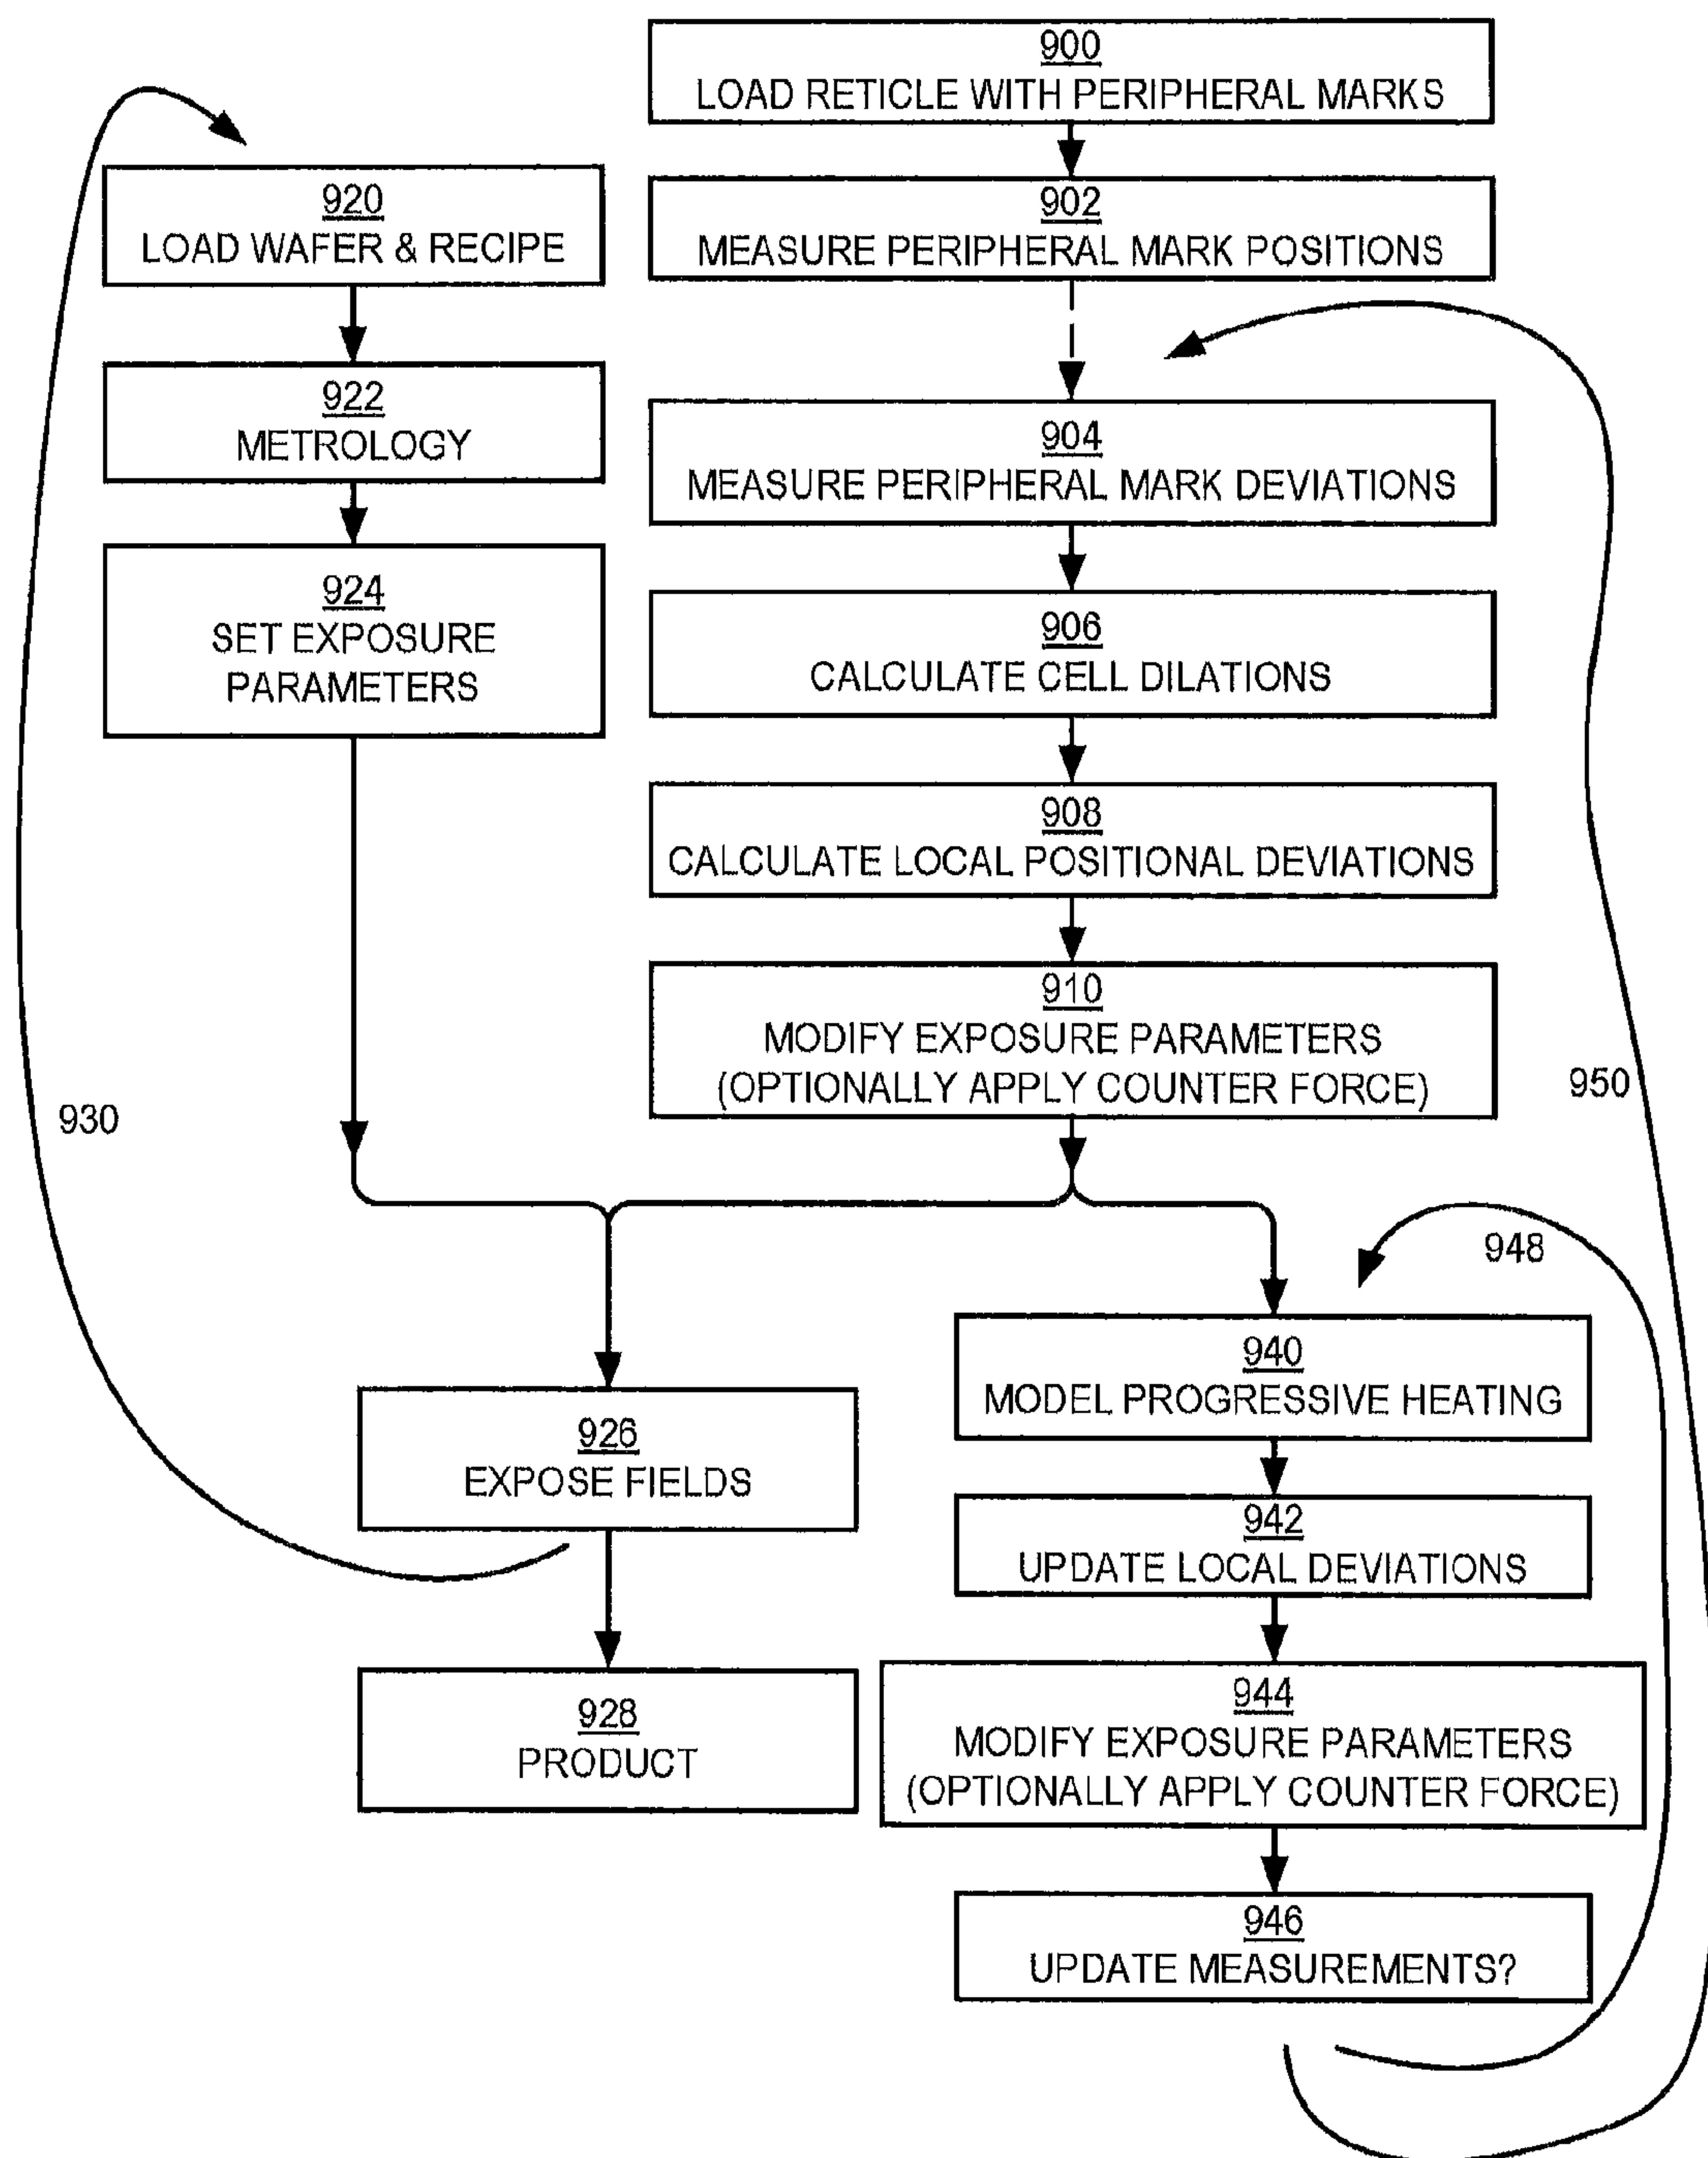 900
LOAD RETICLE WITH PERIPHERAL MARKS
902
MEASURE PERIPHERAL MARK POSITIONS
904
MEASURE PERIPHERAL MARK DEVIATIONS
906
CALCULATE CELL DILATIONS
908
CALCULATE LOCAL POSITIONAL DEVIATIONS
910
MODIFY EXPOSURE PARAMETERS
(OPTIONALLY APPLY COUNTER FORCE)
920
LOAD WAFER & RECIPE
922
METROLOGY
924
SET EXPOSURE
PARAMETERS
930
950
948
926
EXPOSE FIELDS
928
PRODUCT
940
MODEL PROGRESSIVE HEATING
942
UPDATE LOCAL DEVIATIONS
944
MODIFY EXPOSURE PARAMETERS
(OPTIONALLY APPLY COUNTER FORCE)
946
UPDATE MEASUREMENTS?